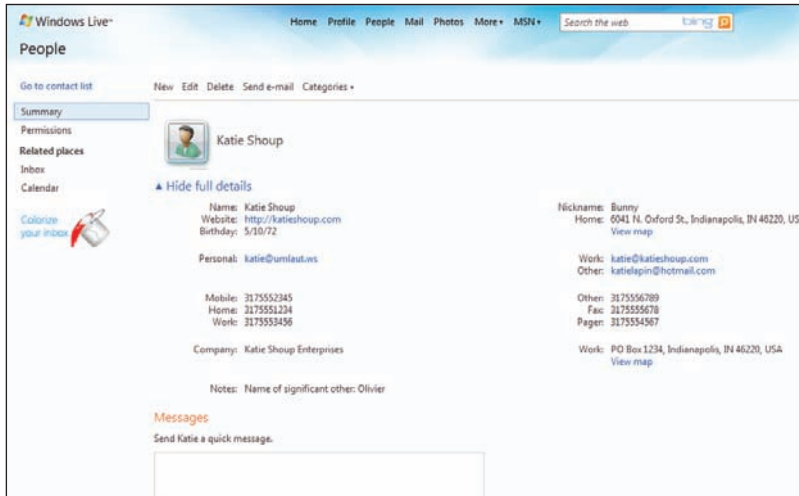 Windows Live™
Home Profile People Mail Photos More▾ MSN▾ Search the web bing
People
Go to contact list
New Edit Delete Send e-mail Categories▾
Summary
Permissions
Related places
Inbox
Calendar
Colorize
your inbox
Katie Shoup
▲ Hide full details
Name: Katie Shoup
Website: http://katieshoup.com
Birthday: 5/10/72
Personal: katie@umlaut.ws
Mobile: 3175552345
Home: 3175551234
Work: 3175553456
Company: Katie Shoup Enterprises
Notes: Name of significant other: Olivier
Nickname: Bunny
Home: 6041 N. Oxford St., Indianapolis, IN 46220, US
View map
Work: katie@katieshoup.com
Other: katielapin@hotmail.com
Other: 3175556789
Fax: 3175555678
Pager: 3175554567
Work: PO Box 1234, Indianapolis, IN 46220, USA
View map
Messages
Send Katie a quick message.